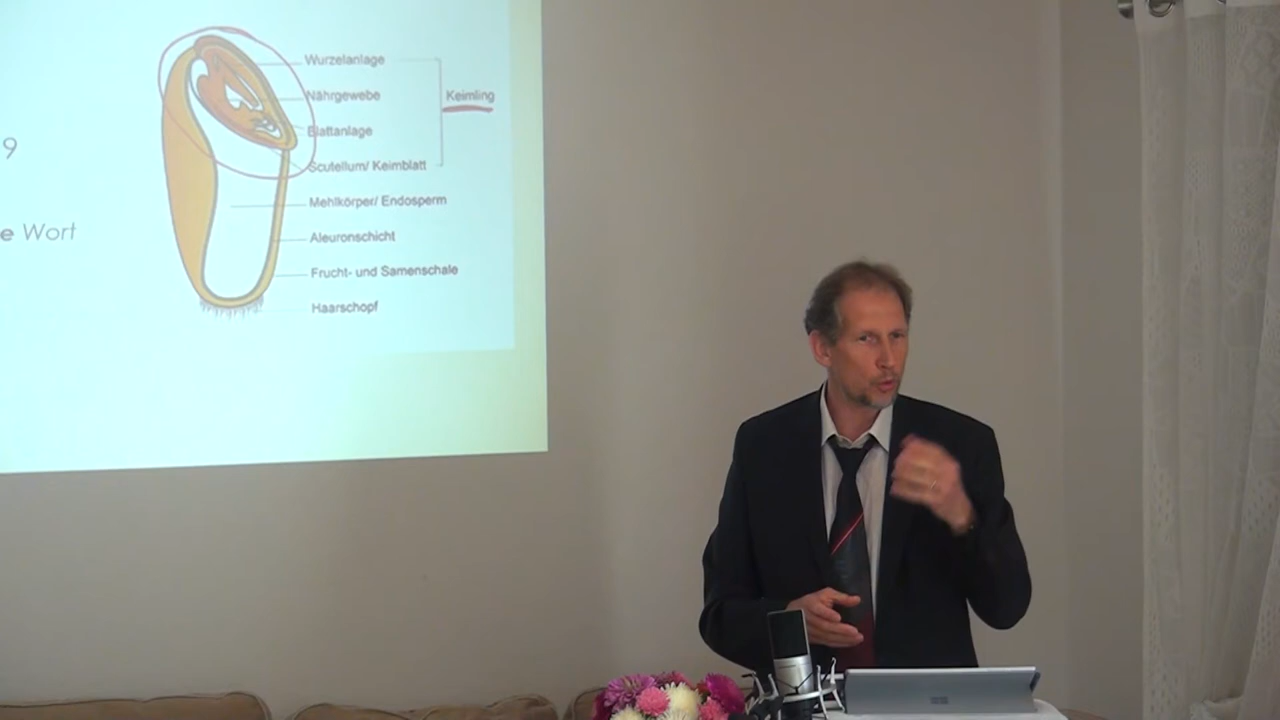 9
e Wort
Wurzelanlage
Nährgewebe
Blattanlage
Scutellum/ Keimblatt
Keimling
Mehlkörper/ Endosperm
Aleuronschicht
Frucht- und Samenschale
Haarschopf